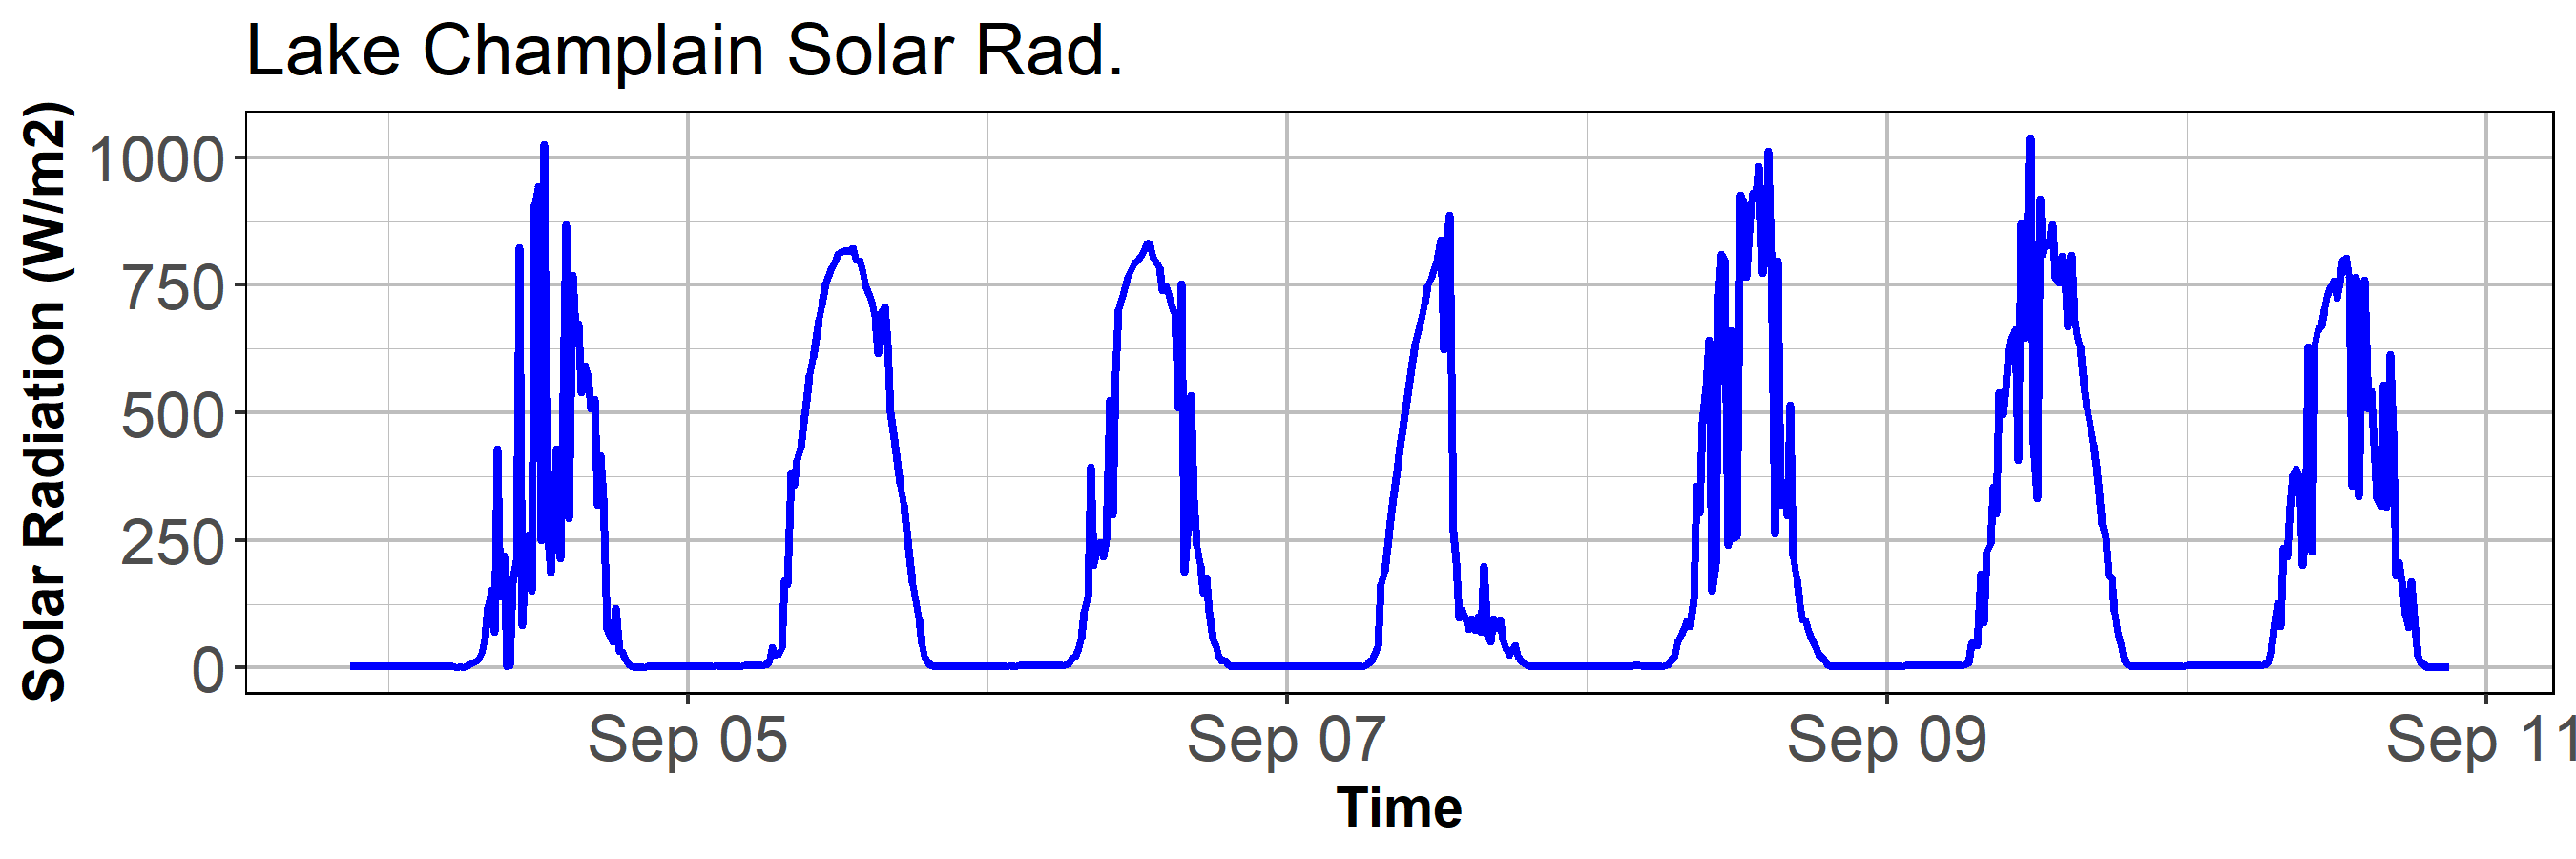 Lake Champlain Solar Rad.
Solar Radiation (W/m2)
1000
750
500
250
0
Sep 05 Sep 07 Sep 09 Sep 11
Time